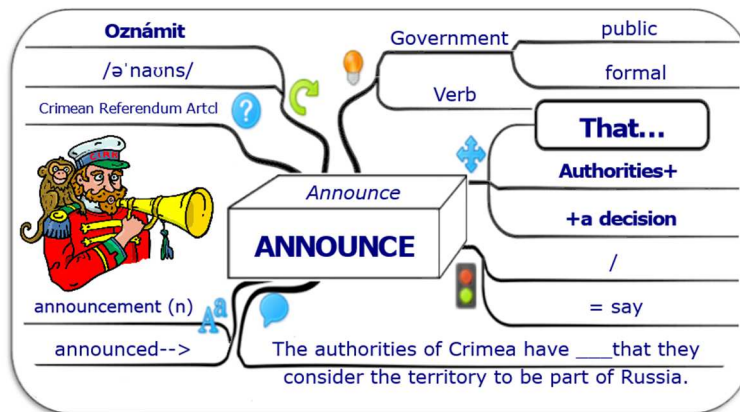 Oznámit
/əˈnaʊns/
Crimean Referendum Artcl
Government
public
formal
Verb
That...
Authorities+
+a decision
Announce
ANNOUNCE
/
= say
announcement (n)
Aa
announced-->
The authorities of Crimea have ___that they
consider the territory to be part of Russia.